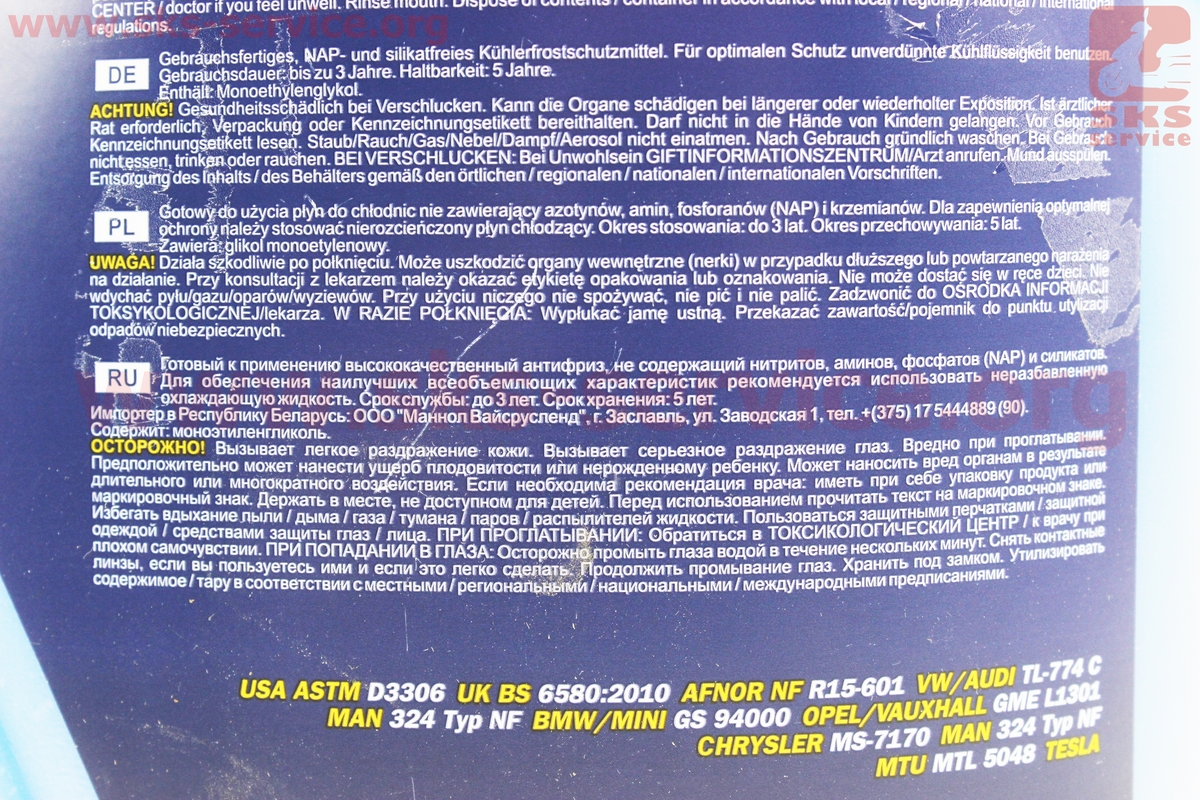 CENTER / doctor if you feel unwell. Rinse mouth. Dispose of contents / container in accordance with local / regional / national / international
regulations.
www.sks-service.org
DE
Gebrauchsfertiges, NAP- und silikatfreies Kühlerfrostschutzmittel. Für optimalen Schutz unverdünnte Kühlflüssigkeit benutzen.
Gebrauchsdauer: bis zu 3 Jahre. Haltbarkeit: 5 Jahre.
Enthält: Monoethylenglykol.
ACHTUNG! Gesundheitsschädlich bei Verschlucken. Kann die Organe schädigen bei längerer oder wiederholter Exposition. Ist ärztlicher
Rat erforderlich, Verpackung oder Kennzeichnungsetikett bereithalten. Darf nicht in die Hände von Kindern gelangen. Vor Gebrauch
Kennzeichnungsetikett lesen. Staub/Rauch/Gas/Nebel/Dampf/Aerosol nicht einatmen. Nach Gebrauch gründlich waschen. Bei Gebrauch
nicht essen, trinken oder rauchen. BEI VERSCHLUCKEN: Bei Unwohlsein GIFTINFORMATIONSZENTRUM/Arzt anrufen. Mund ausspülen.
Entsorgung des Inhalts / des Behälters gemäß den örtlichen / regionalen / nationalen / internationalen Vorschriften.
SKS
service
PL
Gotowy do użycia płyn do chłodnic nie zawierający azotynów, amin, fosforanów (NAP) i krzemianów. Dla zapewnienia optymalnej
ochrony należy stosować nierozcieńczony płyn chłodzący. Okres stosowania: do 3 lat. Okres przechowywania: 5 lat.
Zawiera: glikol monoetylenowy.
UWAGA! Działa szkodliwie po połknięciu. Może uszkodzić organy wewnętrzne (nerki) w przypadku dłuższego lub powtarzanego narażenia
na działanie. Przy konsultacji z lekarzem należy okazać etykietę opakowania lub oznakowania. Nie może dostać się w ręce dzieci. Nie
wdychać pyłu/gazu/oparów/wyziewów. Przy użyciu niczego nie spożywać, nie pić i nie palić. Zadzwonić do OŚRODKA INFORMACJI
TOKSYKOLOGICZNEJ/lekarza. W RAZIE POŁKNIĘCIA: Wypłukać jamę ustną. Przekazać zawartość/pojemnik do punktu utylizacji
odpadów niebezpiecznych.
RU
Готовый к применению высококачественный антифриз, не содержащий нитритов, аминов, фосфатов (NAP) и силикатов.
Для обеспечения наилучших всеобъемлющих характеристик рекомендуется использовать неразбавленную
охлаждающую жидкость. Срок службы: до 3 лет. Срок хранения: 5 лет.
Импортер в Республику Беларусь: ООО "Маннол Вайсрусленд", г. Заславль, ул. Заводская 1, тел. +(375) 17 5444889 (90).
Содержит: моноэтиленгликоль.
ОСТОРОЖНО! Вызывает легкое раздражение кожи. Вызывает серьезное раздражение глаз. Вредно при проглатывании.
Предположительно может нанести ущерб плодовитости или нерожденному ребенку. Может наносить вред органам в результате
длительного или многократного воздействия. Если необходима рекомендация врача: иметь при себе упаковку продукта или
маркировочный знак. Держать в месте, не доступном для детей. Перед использованием прочитать текст на маркировочном знаке.
Избегать вдыхание пыли / дыма / газа / тумана / паров / распылителей жидкости. Пользоваться защитными перчатками / защитной
одеждой / средствами защиты глаз / лица. ПРИ ПРОГЛАТЫВАНИИ: Обратиться в ТОКСИКОЛОГИЧЕСКИЙ ЦЕНТР / к врачу при
плохом самочувствии. ПРИ ПОПАДАНИИ В ГЛАЗА: Осторожно промыть глаза водой в течение нескольких минут. Снять контактные
линзы, если вы пользуетесь ими и если это легко сделать. Продолжить промывание глаз. Хранить под замком. Утилизировать
содержимое / тару в соответствии с местными / региональными / национальными / международными предписаниями.
USA ASTM D3306 UK BS 6580:2010 AFNOR NF R15-601 VW/AUDI TL-774 C
MAN 324 Typ NF BMW/MINI GS 94000 OPEL/VAUXHALL GME L1301
CHRYSLER MS-7170 MAN 324 Typ NF
MTU MTL 5048 TESLA